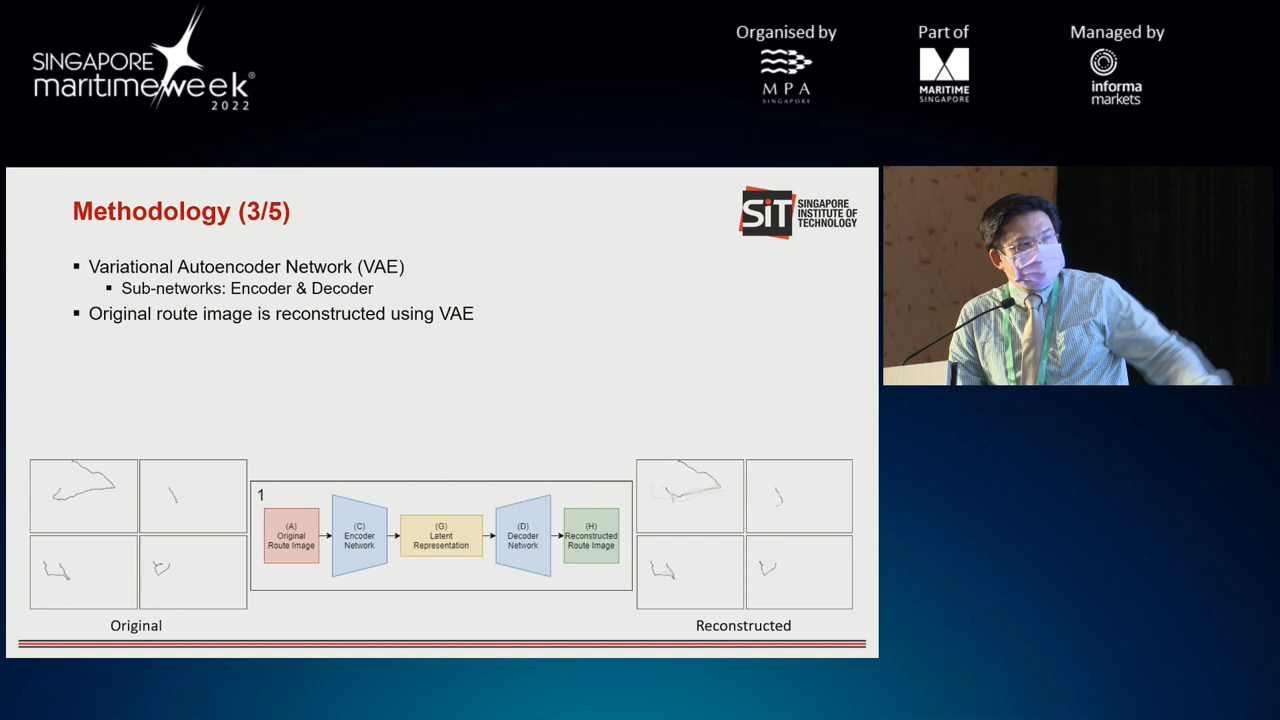 SINGAPORE
maritimeweek®
2022
Organised by
MPA
SINGAPORE
Part of
MARITIME
SINGAPORE
Managed by
informa
markets
Methodology (3/5)
SiT SINGAPORE
INSTITUTE OF
TECHNOLOGY
▪ Variational Autoencoder Network (VAE)
▪ Sub-networks: Encoder & Decoder
▪ Original route image is reconstructed using VAE
1
(A)
Original
Route Image
(C)
Encoder
Network
(G)
Latent
Representation
(D)
Decoder
Network
(H)
Reconstructed
Route Image
Original
Reconstructed